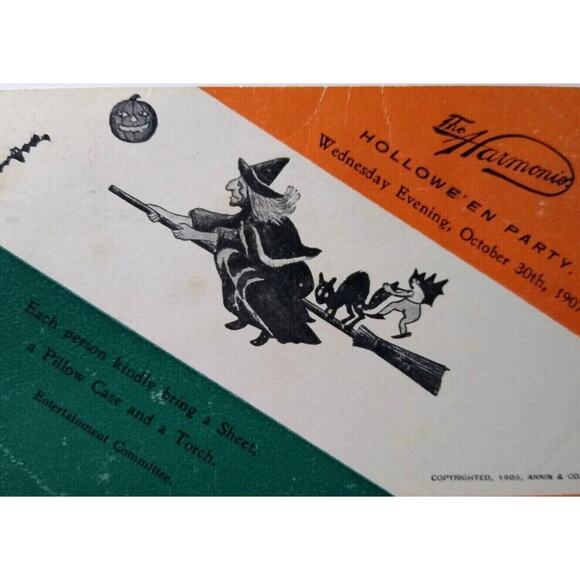 The Harmonie
HOLLOWE'EN PARTY.
Wednesday Evening, October 30th, 1907
Each person kindly bring a Sheet,
a Pillow Case and a Torch.
Entertainment Committee.
COPYRIGHTED, 1905, ANNIN & CO.